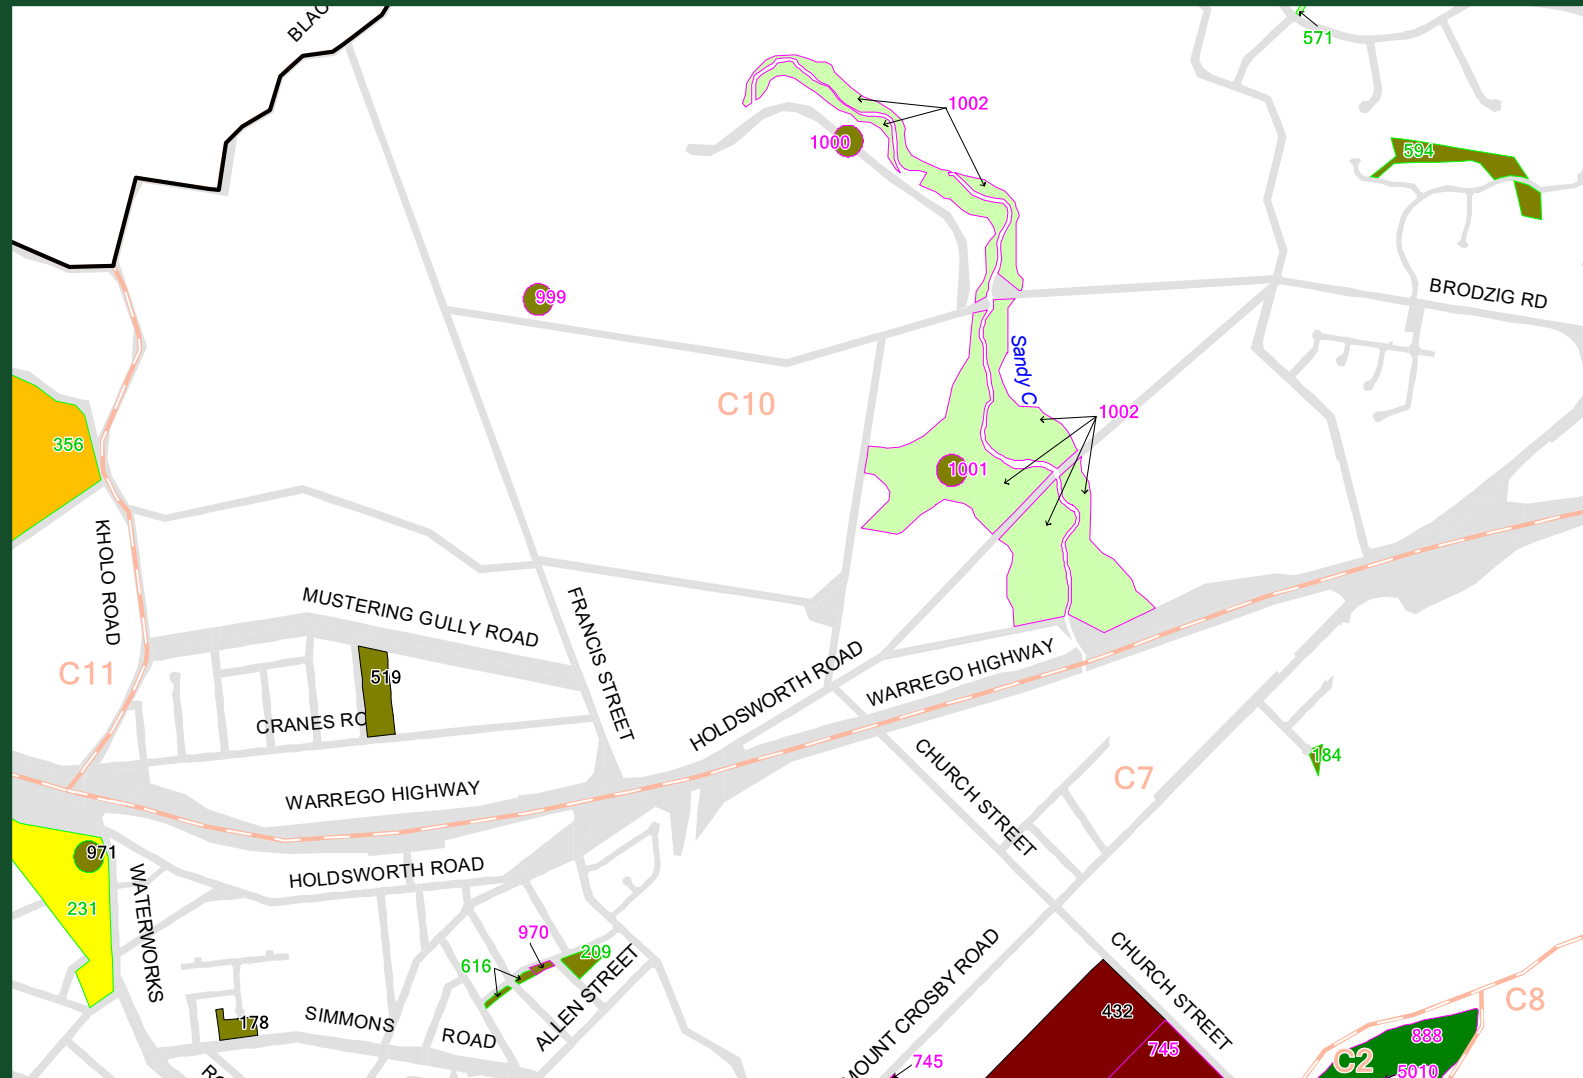 BLAC
571
1002
1000
594
999
BRODZIG RD
Sandy C
C10
1002
356
1001
KHOLO ROAD
MUSTERING GULLY ROAD
FRANCIS STREET
C11
519
CRANES RO
HOLDSWORTH ROAD
WARREGO HIGHWAY
WARREGO HIGHWAY
CHURCH STREET
C7
184
971
HOLDSWORTH ROAD
WATERWORKS
231
970
616
209
ALLEN STREET
MOUNT CROSBY ROAD
CHURCH STREET
178
SIMMONS
ROAD
432
745
745
C8
888
C2
5010
RO